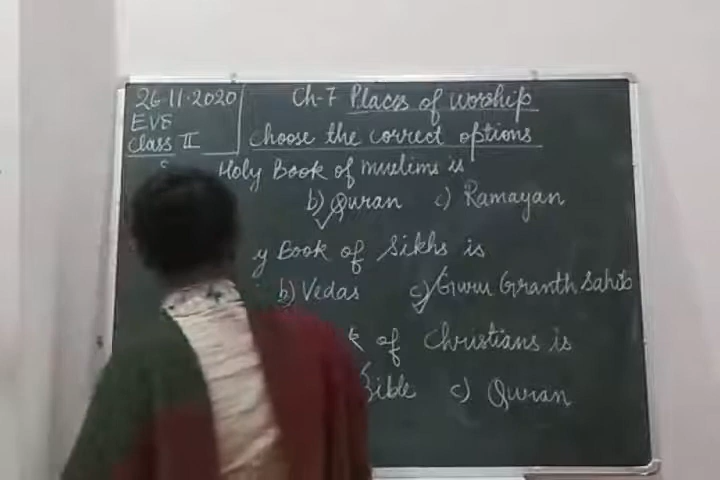 26.11.2020
EVS
Class II
Ch-7 Places of worship
choose the correct options
Holy Book of muslims is
b) Quran c) Ramayan
y Book of Sikhs is
b) Vedas c) Guru Granth Sahib
k of Christians is
Bible c) Quran